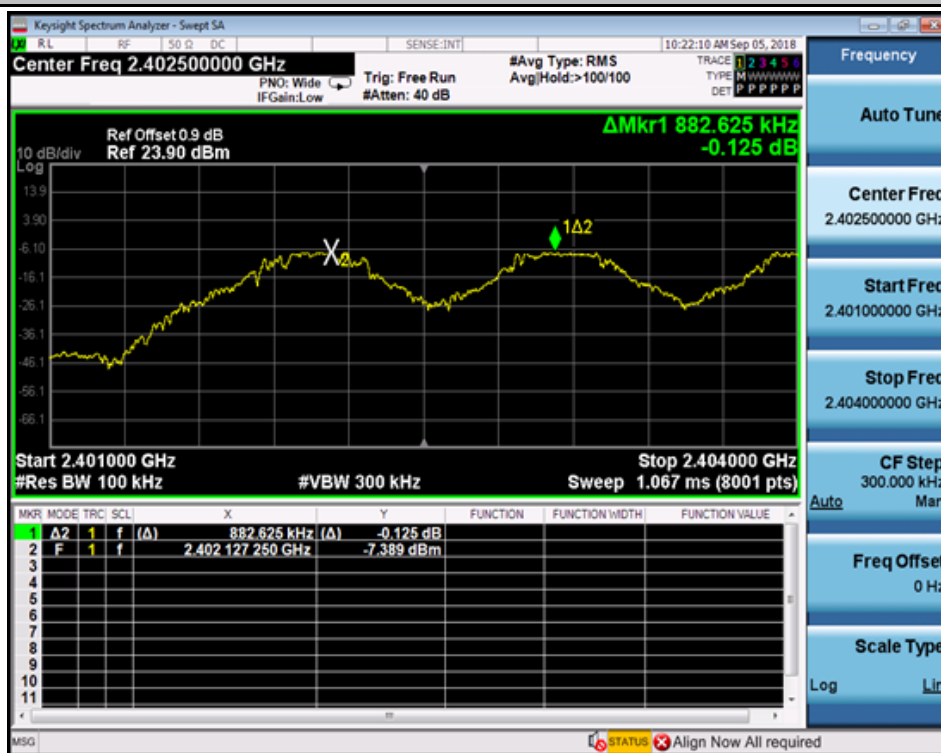 Keysight Spectrum Analyzer - Swept SA
RL RF 50 Ω DC SENSE:INT 10:22:10 AM Sep 05, 2018
Center Freq 2.402500000 GHz
PNO: Wide
IFGain:Low
Trig: Free Run
#Atten: 40 dB
#Avg Type: RMS
Avg|Hold:>100/100
TRACE 1 2 3 4 5 6
TYPE M WWWWW
DET P P P P P P
Ref Offset 0.9 dB
10 dB/div Ref 23.90 dBm
Log
ΔMkr1 882.625 kHz
-0.125 dB
13.9
3.90
-6.10
-16.1
-26.1
-36.1
-46.1
-56.1
-66.1
X2
1Δ2
Start 2.401000 GHz Stop 2.404000 GHz
#Res BW 100 kHz #VBW 300 kHz Sweep 1.067 ms (8001 pts)
MKR MODE TRC SCL X Y FUNCTION FUNCTION WIDTH FUNCTION VALUE
1 Δ2 1 f (Δ) 882.625 kHz (Δ) -0.125 dB
2 F 1 f 2.402 127 250 GHz -7.389 dBm
3
4
5
6
7
8
9
10
11
MSG STATUS Align Now All required
Frequency
Auto Tune
Center Freq
2.402500000 GHz
Start Freq
2.401000000 GHz
Stop Freq
2.404000000 GHz
CF Step
300.000 kHz
Auto Man
Freq Offset
0 Hz
Scale Type
Log Lin